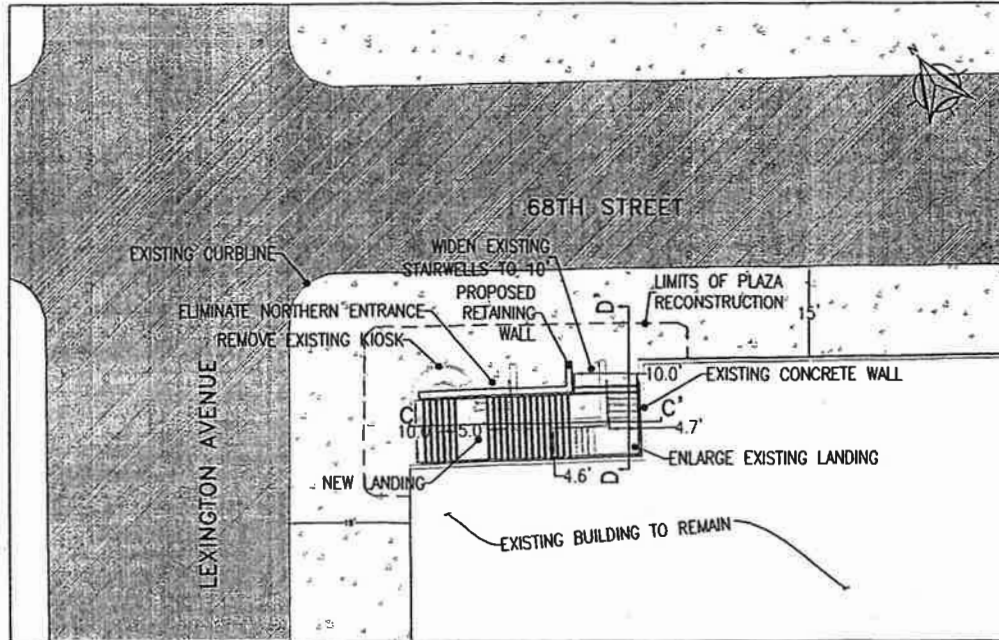 N
68TH STREET
EXISTING CURBLINE
WIDEN EXISTING
STAIRWELLS TO 10'
PROPOSED
RETAINING
WALL
ELIMINATE NORTHERN ENTRANCE
REMOVE EXISTING KIOSK
LIMITS OF PLAZA
RECONSTRUCTION
15'
D'
10.0'
EXISTING CONCRETE WALL
C
C'
10.0'
5.0'
4.7'
ENLARGE EXISTING LANDING
NEW LANDING
4.6'
D
LEXINGTON AVENUE
EXISTING BUILDING TO REMAIN